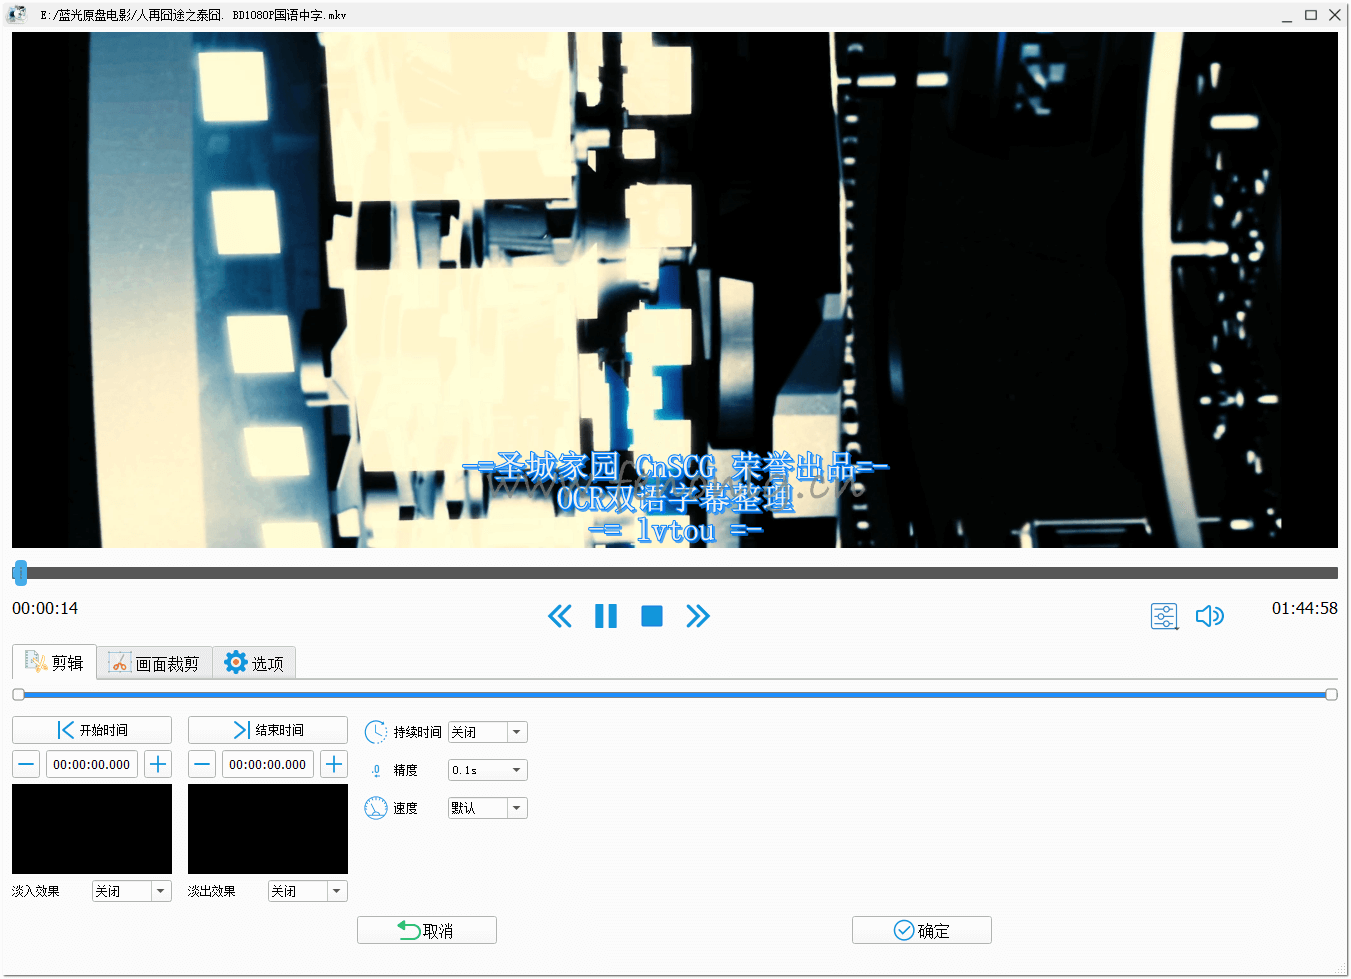 E:/蓝光原盘电影/人再囧途之泰囧. BD1080P国语中字.mkv
-=圣城家园 CnSCG 荣誉出品=-
OCR双语字幕整理
-= lvtou =-
00:00:14
01:44:58
剪辑
画面裁剪
选项
开始时间
结束时间
持续时间
关闭
00:00:00.000
00:00:00.000
精度
0.1s
速度
默认
淡入效果
关闭
淡出效果
关闭
取消
确定